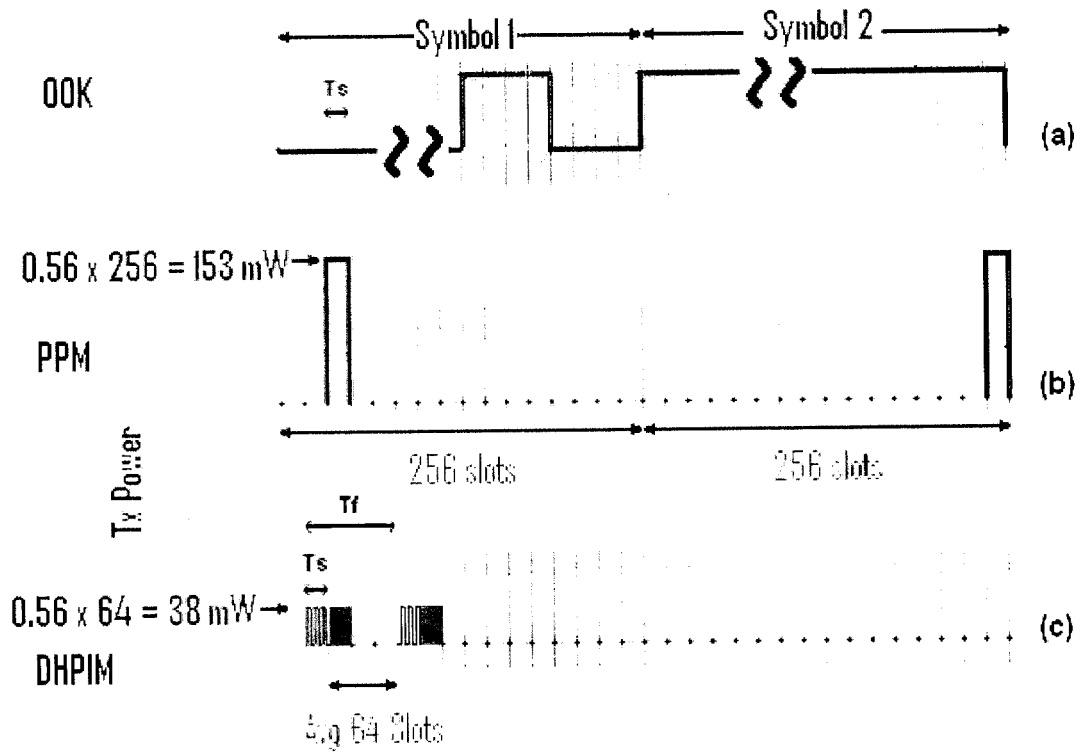 Symbol 1
Symbol 2
OOK
Ts
(a)
0.56 x 256 = 153 mW
PPM
(b)
256 slots
256 slots
Tx Power
Tf
Ts
0.56 x 64 = 38 mW
(c)
DHPIM
Avg 64 Slots